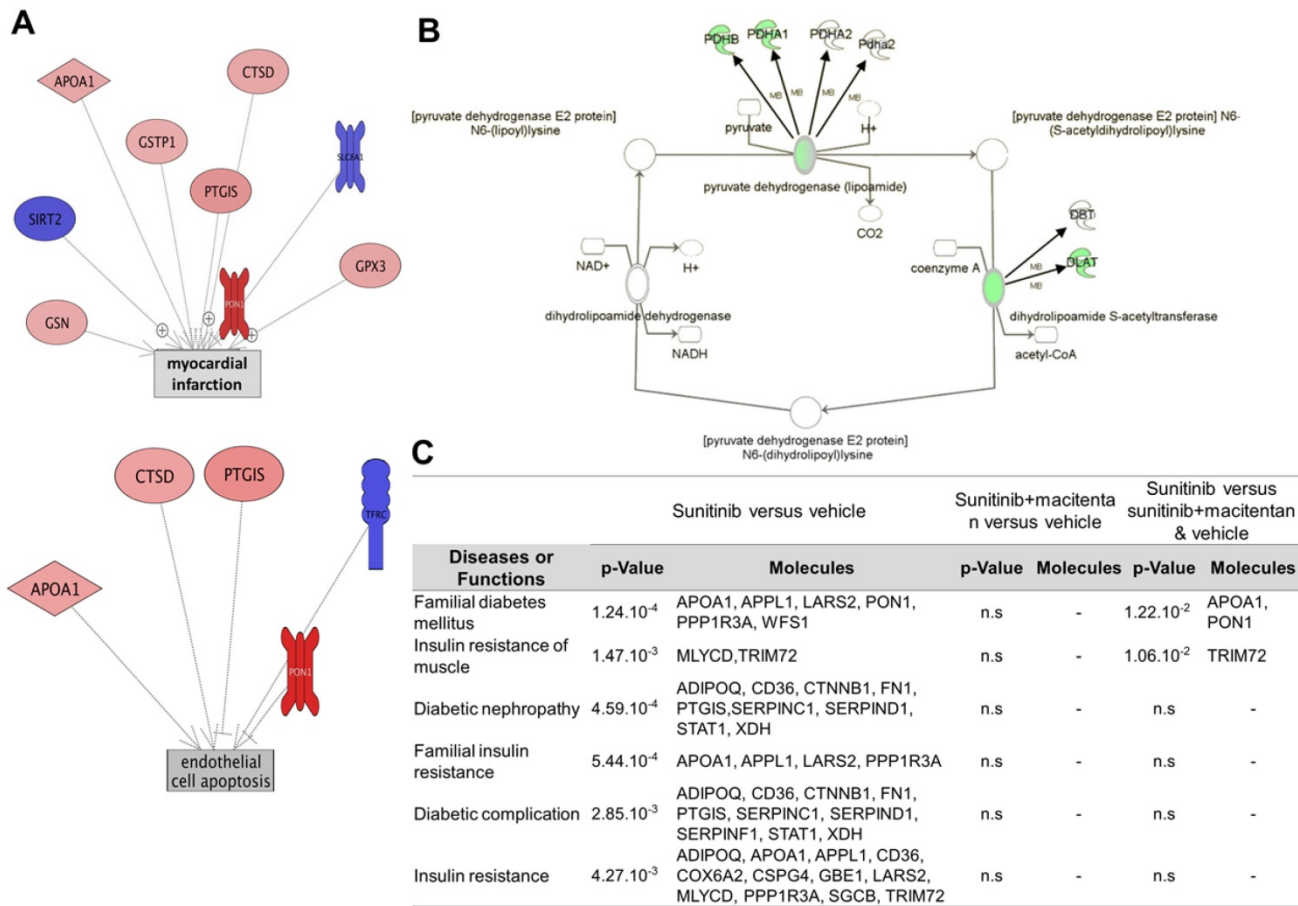 A
APOA1
CTSD
GSTP1
SLC8A1
PTGIS
SIRT2
GPX3
PON1
GSN
myocardial
infarction
CTSD
PTGIS
TFRC
APOA1
PON1
endothelial
cell apoptosis
B
PDHB
PDHA1
PDHA2
Pdha2
MB
MB
MB
MB
[pyruvate dehydrogenase E2 protein]
N6-(lipoyl)lysine
pyruvate
H+
[pyruvate dehydrogenase E2 protein] N6-
(S-acetyldihydrolipoyl)lysine
pyruvate dehydrogenase (lipoamide)
CO2
DBT
NAD+
H+
coenzyme A
MB
DLAT
MB
dihydrolipoamide dehydrogenase
dihydrolipoamide S-acetyltransferase
NADH
acetyl-CoA
[pyruvate dehydrogenase E2 protein]
N6-(dihydrolipoyl)lysine
C
Sunitinib versus vehicle
Sunitinib+macitenta
n versus vehicle
Sunitinib versus
sunitinib+macitentan
& vehicle
Diseases or
Functions
p-Value
Molecules
p-Value
Molecules
p-Value
Molecules
Familial diabetes
mellitus
1.24.10-4
APOA1, APPL1, LARS2, PON1,
PPP1R3A, WFS1
n.s
-
1.22.10-2
APOA1,
PON1
Insulin resistance of
muscle
1.47.10-3
MLYCD,TRIM72
n.s
-
1.06.10-2
TRIM72
Diabetic nephropathy
4.59.10-4
ADIPOQ, CD36, CTNNB1, FN1,
PTGIS,SERPINC1, SERPIND1,
STAT1, XDH
n.s
-
n.s
-
Familial insulin
resistance
5.44.10-4
APOA1, APPL1, LARS2, PPP1R3A
n.s
-
n.s
-
Diabetic complication
2.85.10-3
ADIPOQ, CD36, CTNNB1, FN1,
PTGIS, SERPINC1, SERPIND1,
SERPINF1, STAT1, XDH
n.s
-
n.s
-
Insulin resistance
4.27.10-3
ADIPOQ, APOA1, APPL1, CD36,
COX6A2, CSPG4, GBE1, LARS2,
MLYCD, PPP1R3A, SGCB, TRIM72
n.s
-
n.s
-